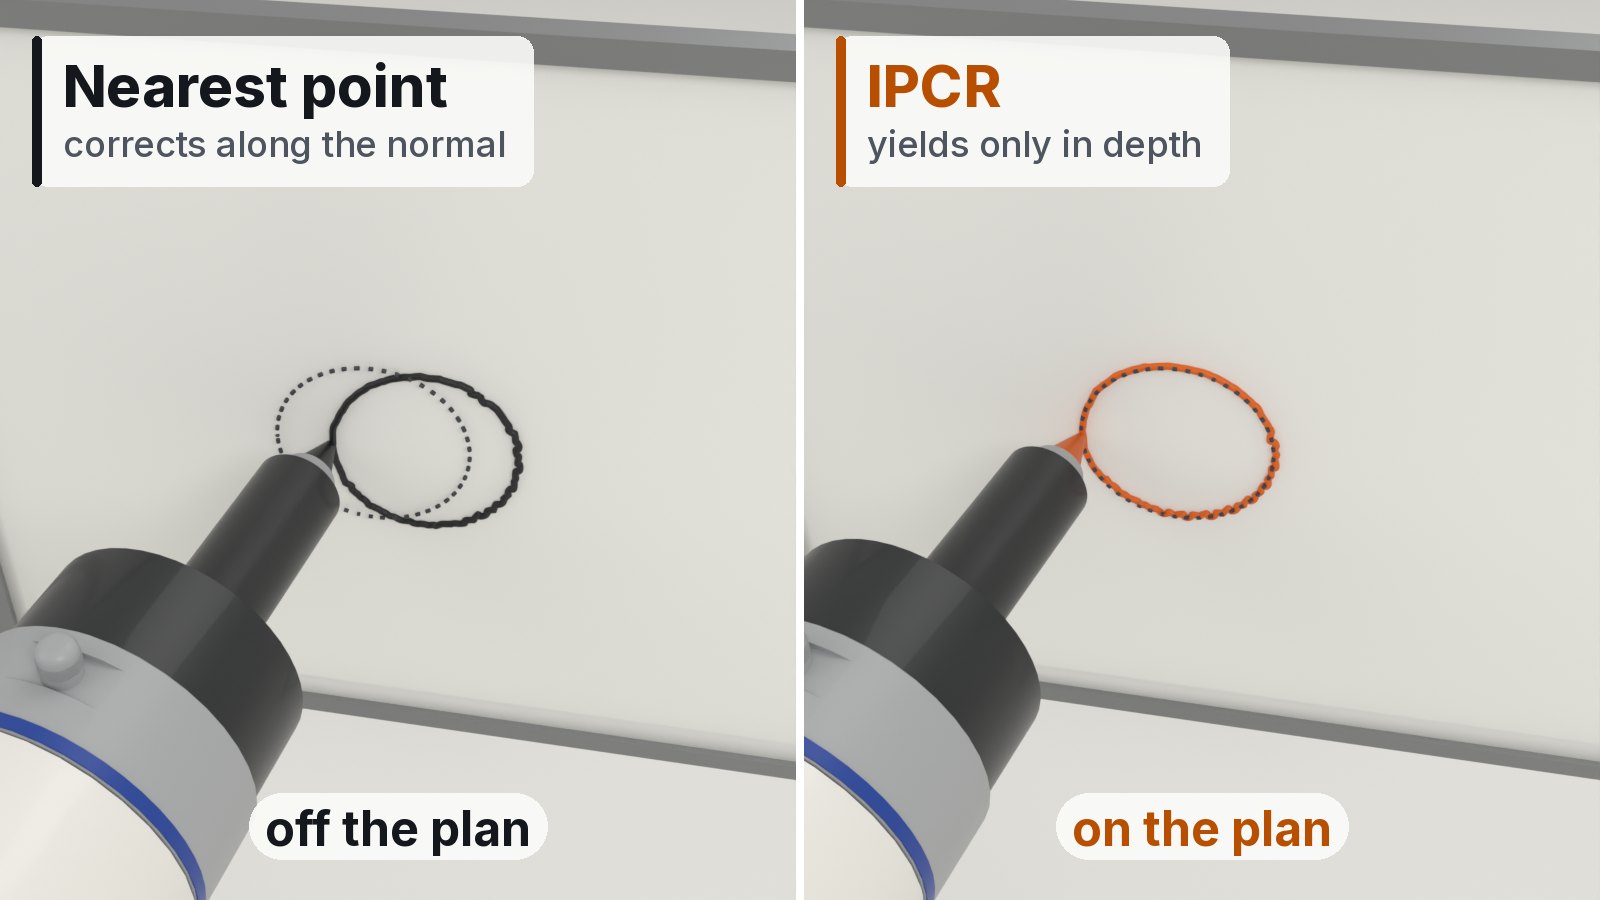 Nearest point
corrects along the normal
off the plan
IPCR
yields only in depth
on the plan